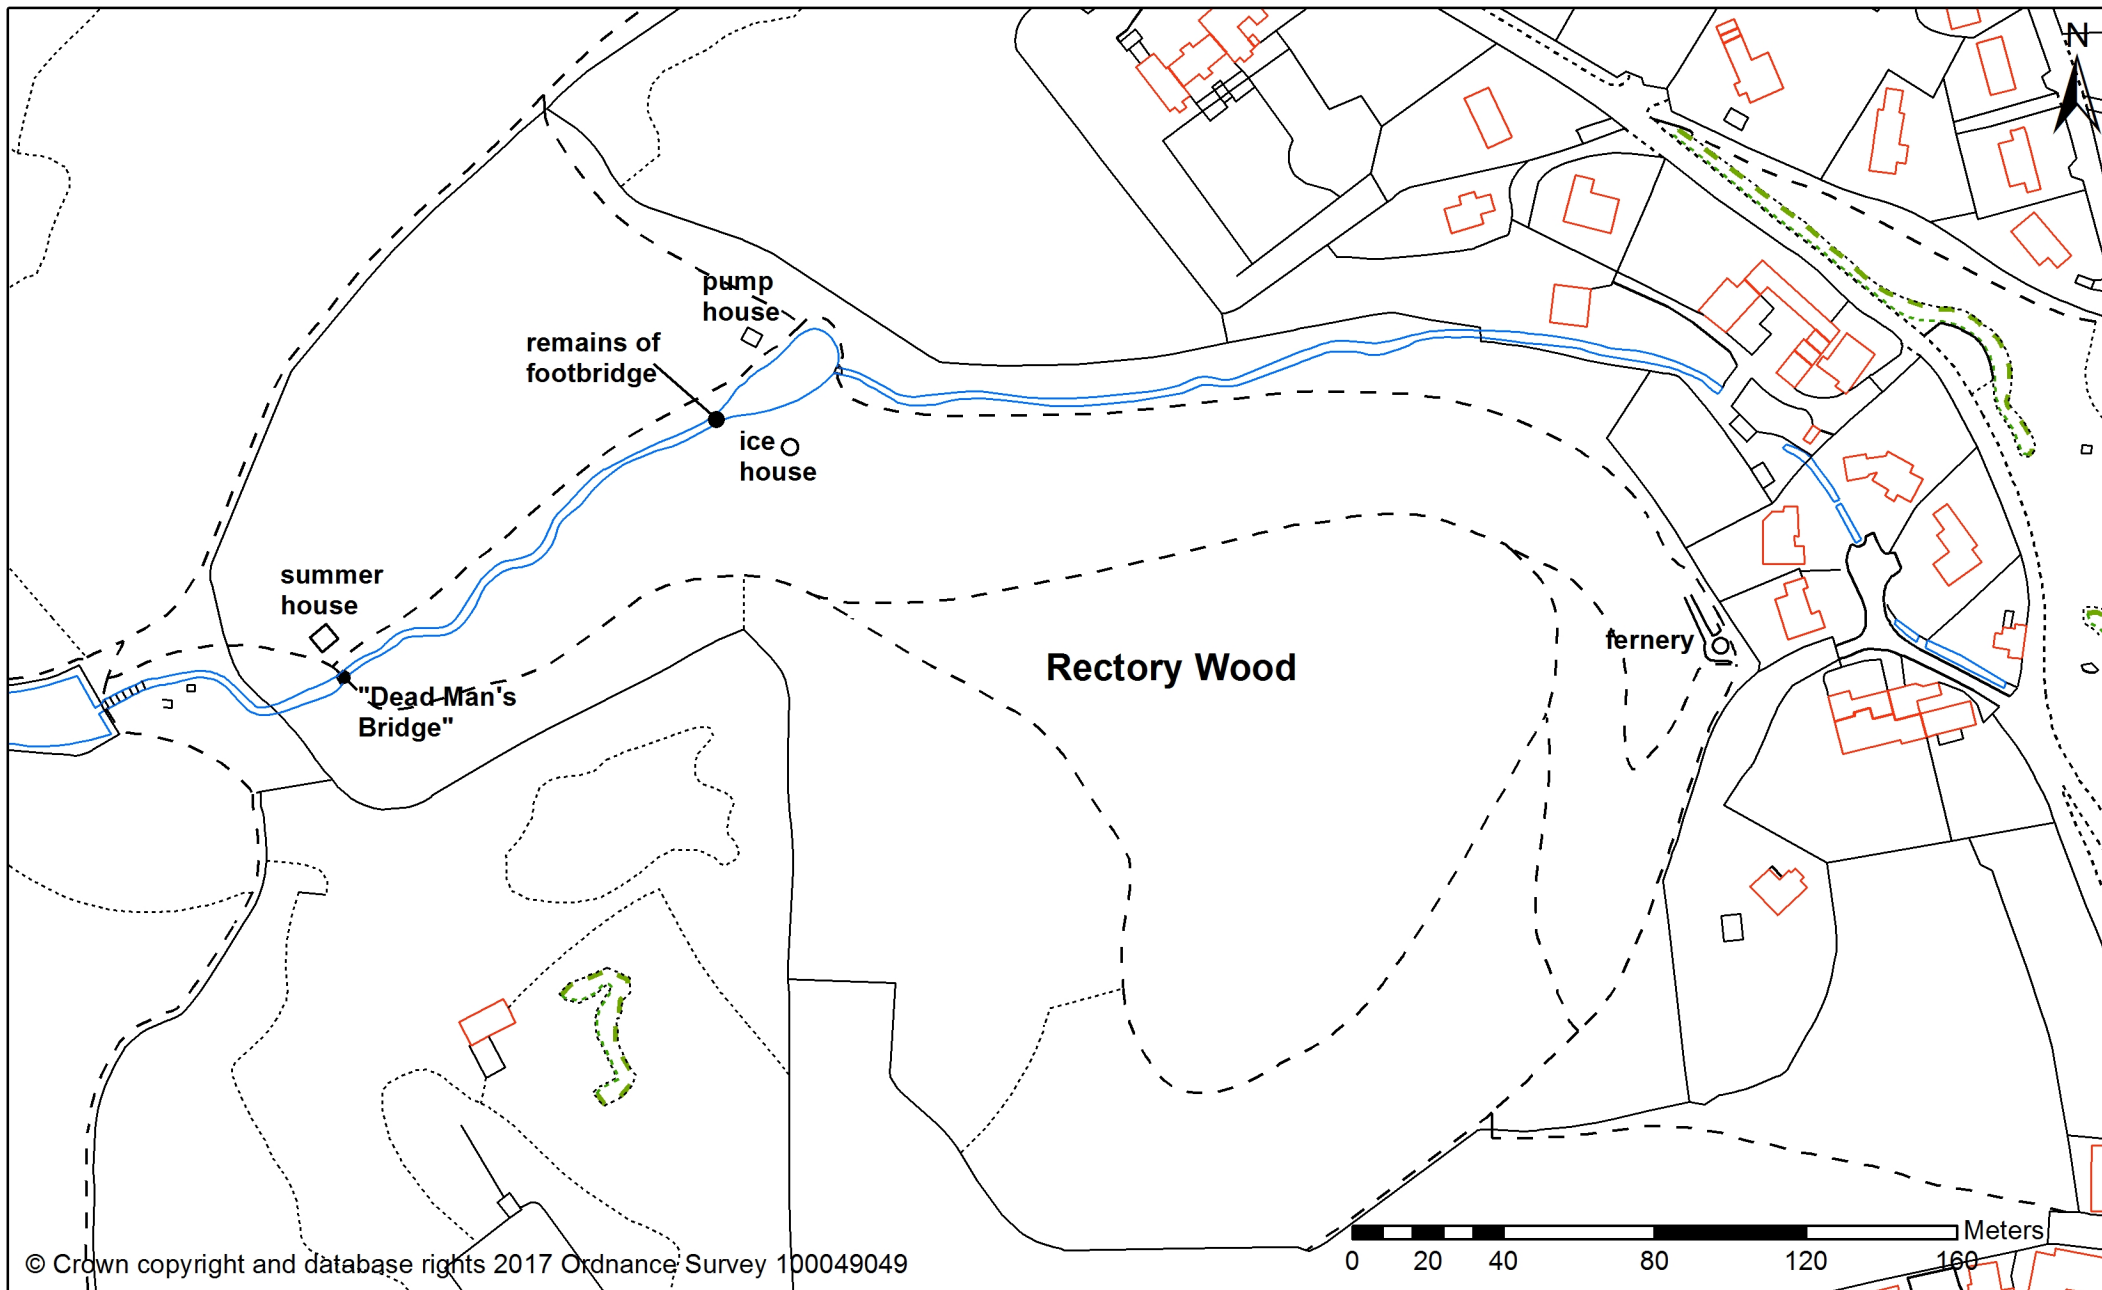 N
pump
house
remains of
footbridge
ice
house
summer
house
fernery
Rectory Wood
"Dead Man's
Bridge"
Meters
0 20 40 80 120 160
© Crown copyright and database rights 2017 Ordnance Survey 100049049